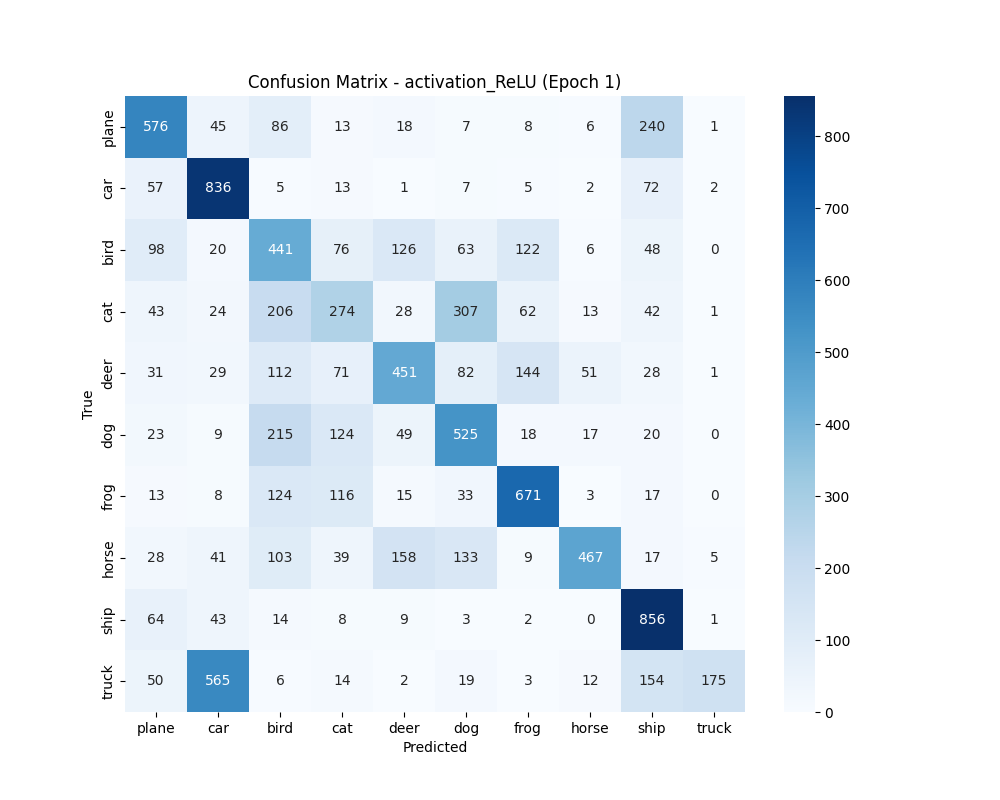 Confusion Matrix - activation_ReLU (Epoch 1)
plane 576 45 86 13 18 7 8 6 240 1
car 57 836 5 13 1 7 5 2 72 2
bird 98 20 441 76 126 63 122 6 48 0
cat 43 24 206 274 28 307 62 13 42 1
deer 31 29 112 71 451 82 144 51 28 1
dog 23 9 215 124 49 525 18 17 20 0
frog 13 8 124 116 15 33 671 3 17 0
horse 28 41 103 39 158 133 9 467 17 5
ship 64 43 14 8 9 3 2 0 856 1
truck 50 565 6 14 2 19 3 12 154 175
plane car bird cat deer dog frog horse ship truck
Predicted
True
800
700
600
500
400
300
200
100
0